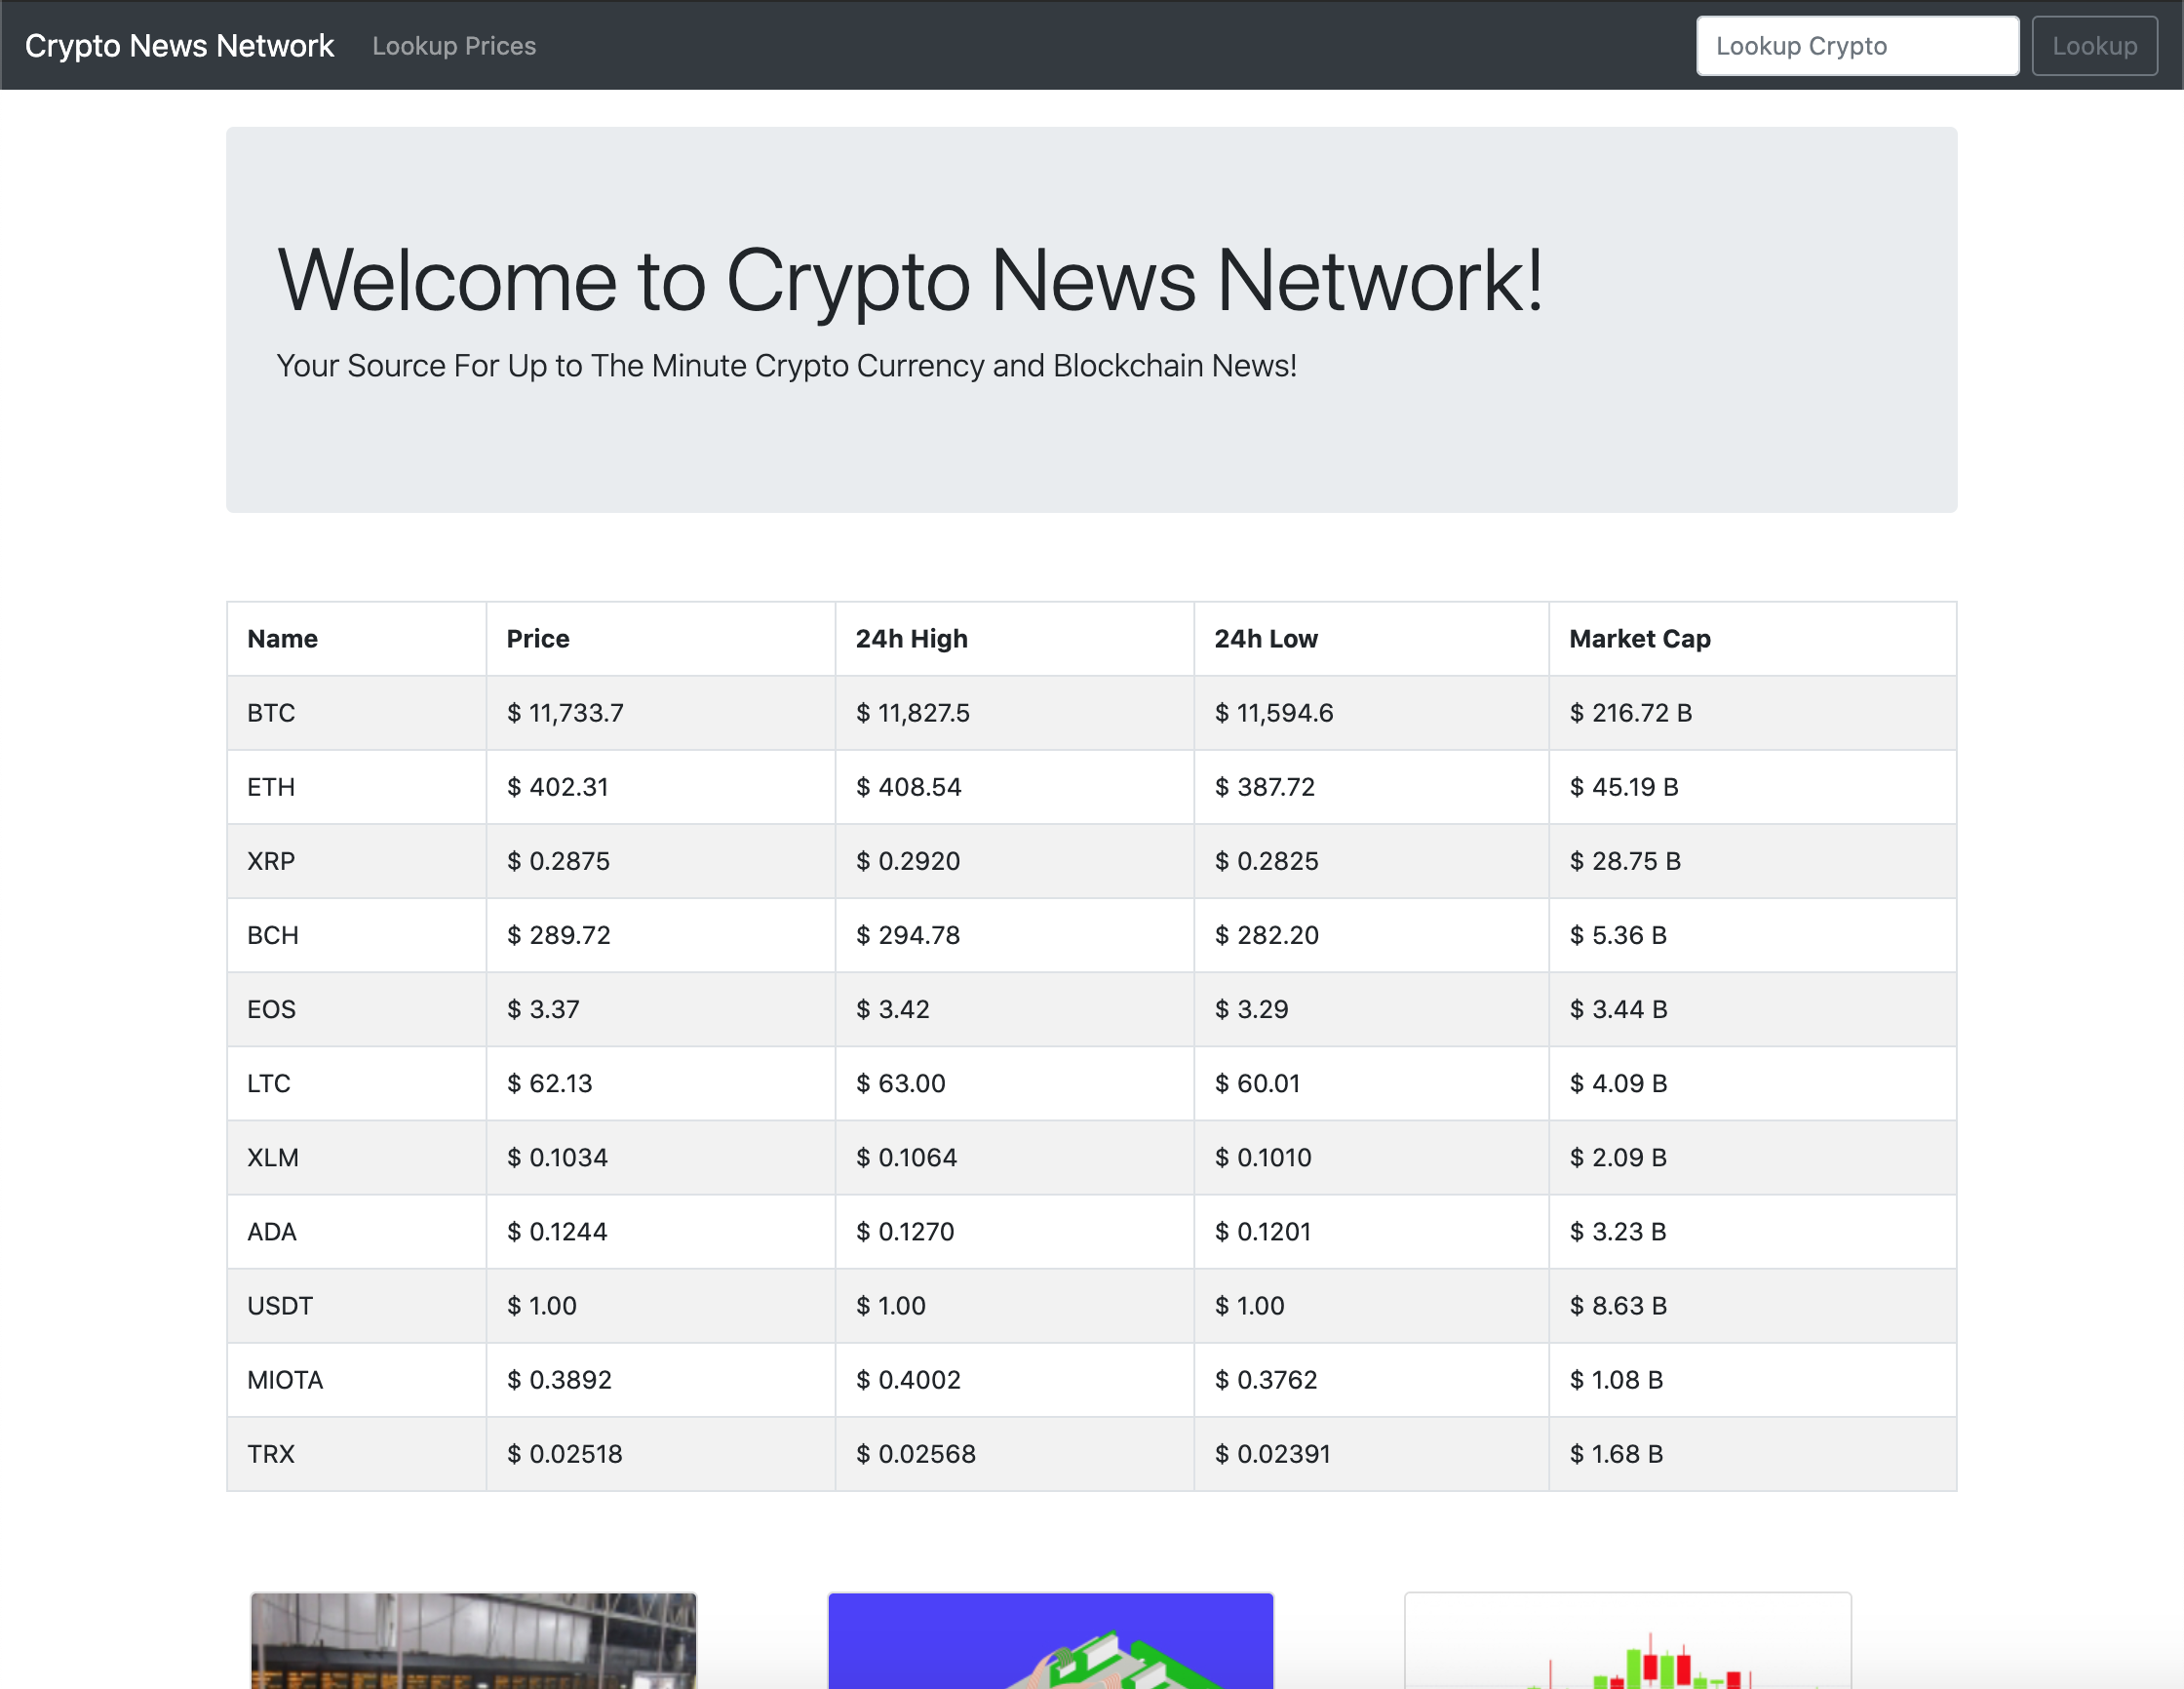 Crypto News Network Lookup Prices Lookup Crypto Lookup
Welcome to Crypto News Network!
Your Source For Up to The Minute Crypto Currency and Blockchain News!
Name Price 24h High 24h Low Market Cap
BTC $ 11,733.7 $ 11,827.5 $ 11,594.6 $ 216.72 B
ETH $ 402.31 $ 408.54 $ 387.72 $ 45.19 B
XRP $ 0.2875 $ 0.2920 $ 0.2825 $ 28.75 B
BCH $ 289.72 $ 294.78 $ 282.20 $ 5.36 B
EOS $ 3.37 $ 3.42 $ 3.29 $ 3.44 B
LTC $ 62.13 $ 63.00 $ 60.01 $ 4.09 B
XLM $ 0.1034 $ 0.1064 $ 0.1010 $ 2.09 B
ADA $ 0.1244 $ 0.1270 $ 0.1201 $ 3.23 B
USDT $ 1.00 $ 1.00 $ 1.00 $ 8.63 B
MIOTA $ 0.3892 $ 0.4002 $ 0.3762 $ 1.08 B
TRX $ 0.02518 $ 0.02568 $ 0.02391 $ 1.68 B